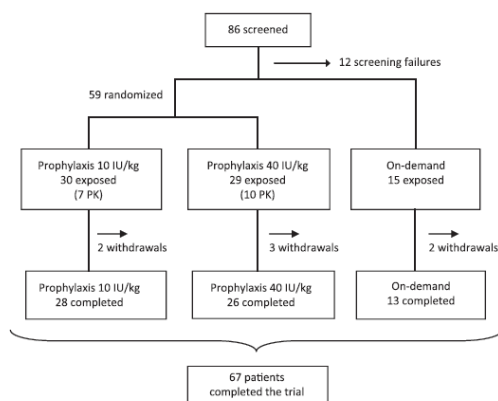 86 screened
12 screening failures
59 randomized
Prophylaxis 10 IU/kg
30 exposed
(7 PK)
Prophylaxis 40 IU/kg
29 exposed
(10 PK)
On-demand
15 exposed
2 withdrawals
3 withdrawals
2 withdrawals
Prophylaxis 10 IU/kg
28 completed
Prophylaxis 40 IU/kg
26 completed
On-demand
13 completed
67 patients
completed the trial